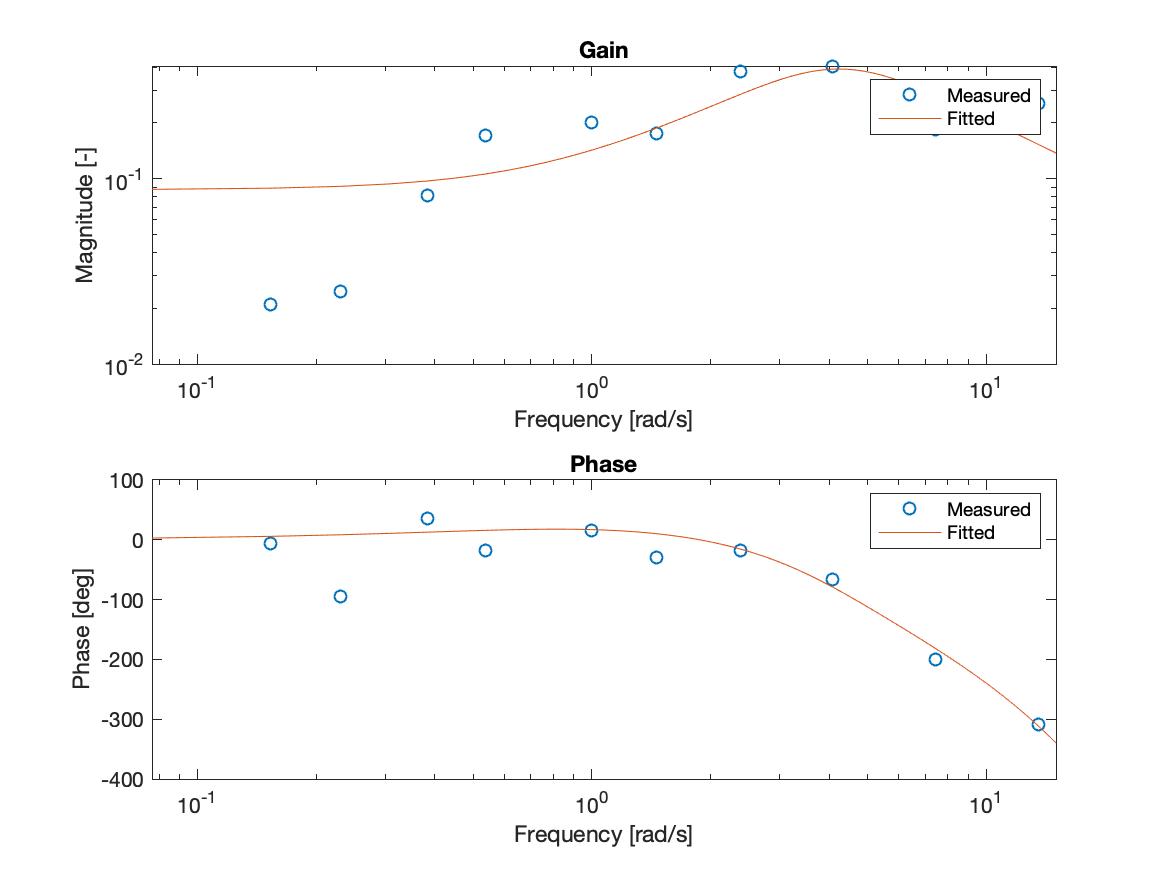 Gain
Measured
Fitted
Magnitude [-]
10^-1
10^-2
10^-1
10^0
10^1
Frequency [rad/s]
Phase
Measured
Fitted
Phase [deg]
100
0
-100
-200
-300
-400
10^-1
10^0
10^1
Frequency [rad/s]